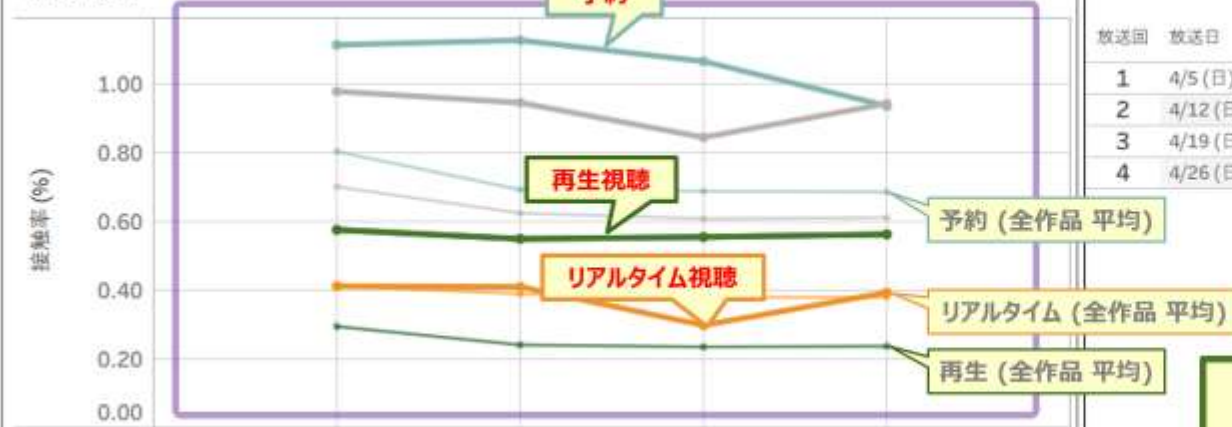 放送回 放送日
1 4/5 (日)
2 4/12 (日
3 4/19 (日
4 4/26 (日
接触率 (%)
1.00
0.80
0.60
0.40
0.20
0.00
再生視聴
リアルタイム視聴
予約 (全作品 平均)
リアルタイム (全作品 平均)
再生 (全作品 平均)